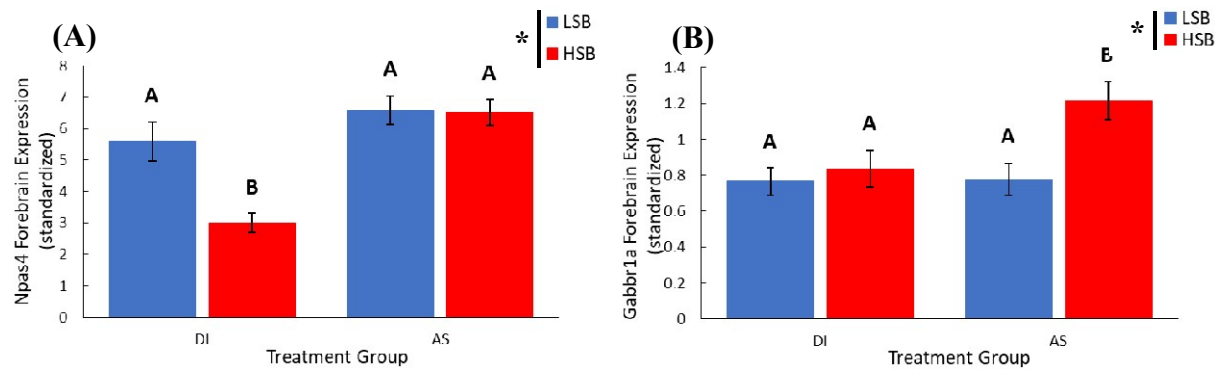 (A)
* LSB
HSB
Npas4 Forebrain Expression
(standardized)
8
7
6
5
4
3
2
1
0
A
B
A
A
DI
AS
Treatment Group
(B)
* LSB
HSB
Gabbr1a Forebrain Expression
(standardized)
1.4
1.2
1
0.8
0.6
0.4
0.2
0
A
A
A
B
DI
AS
Treatment Group